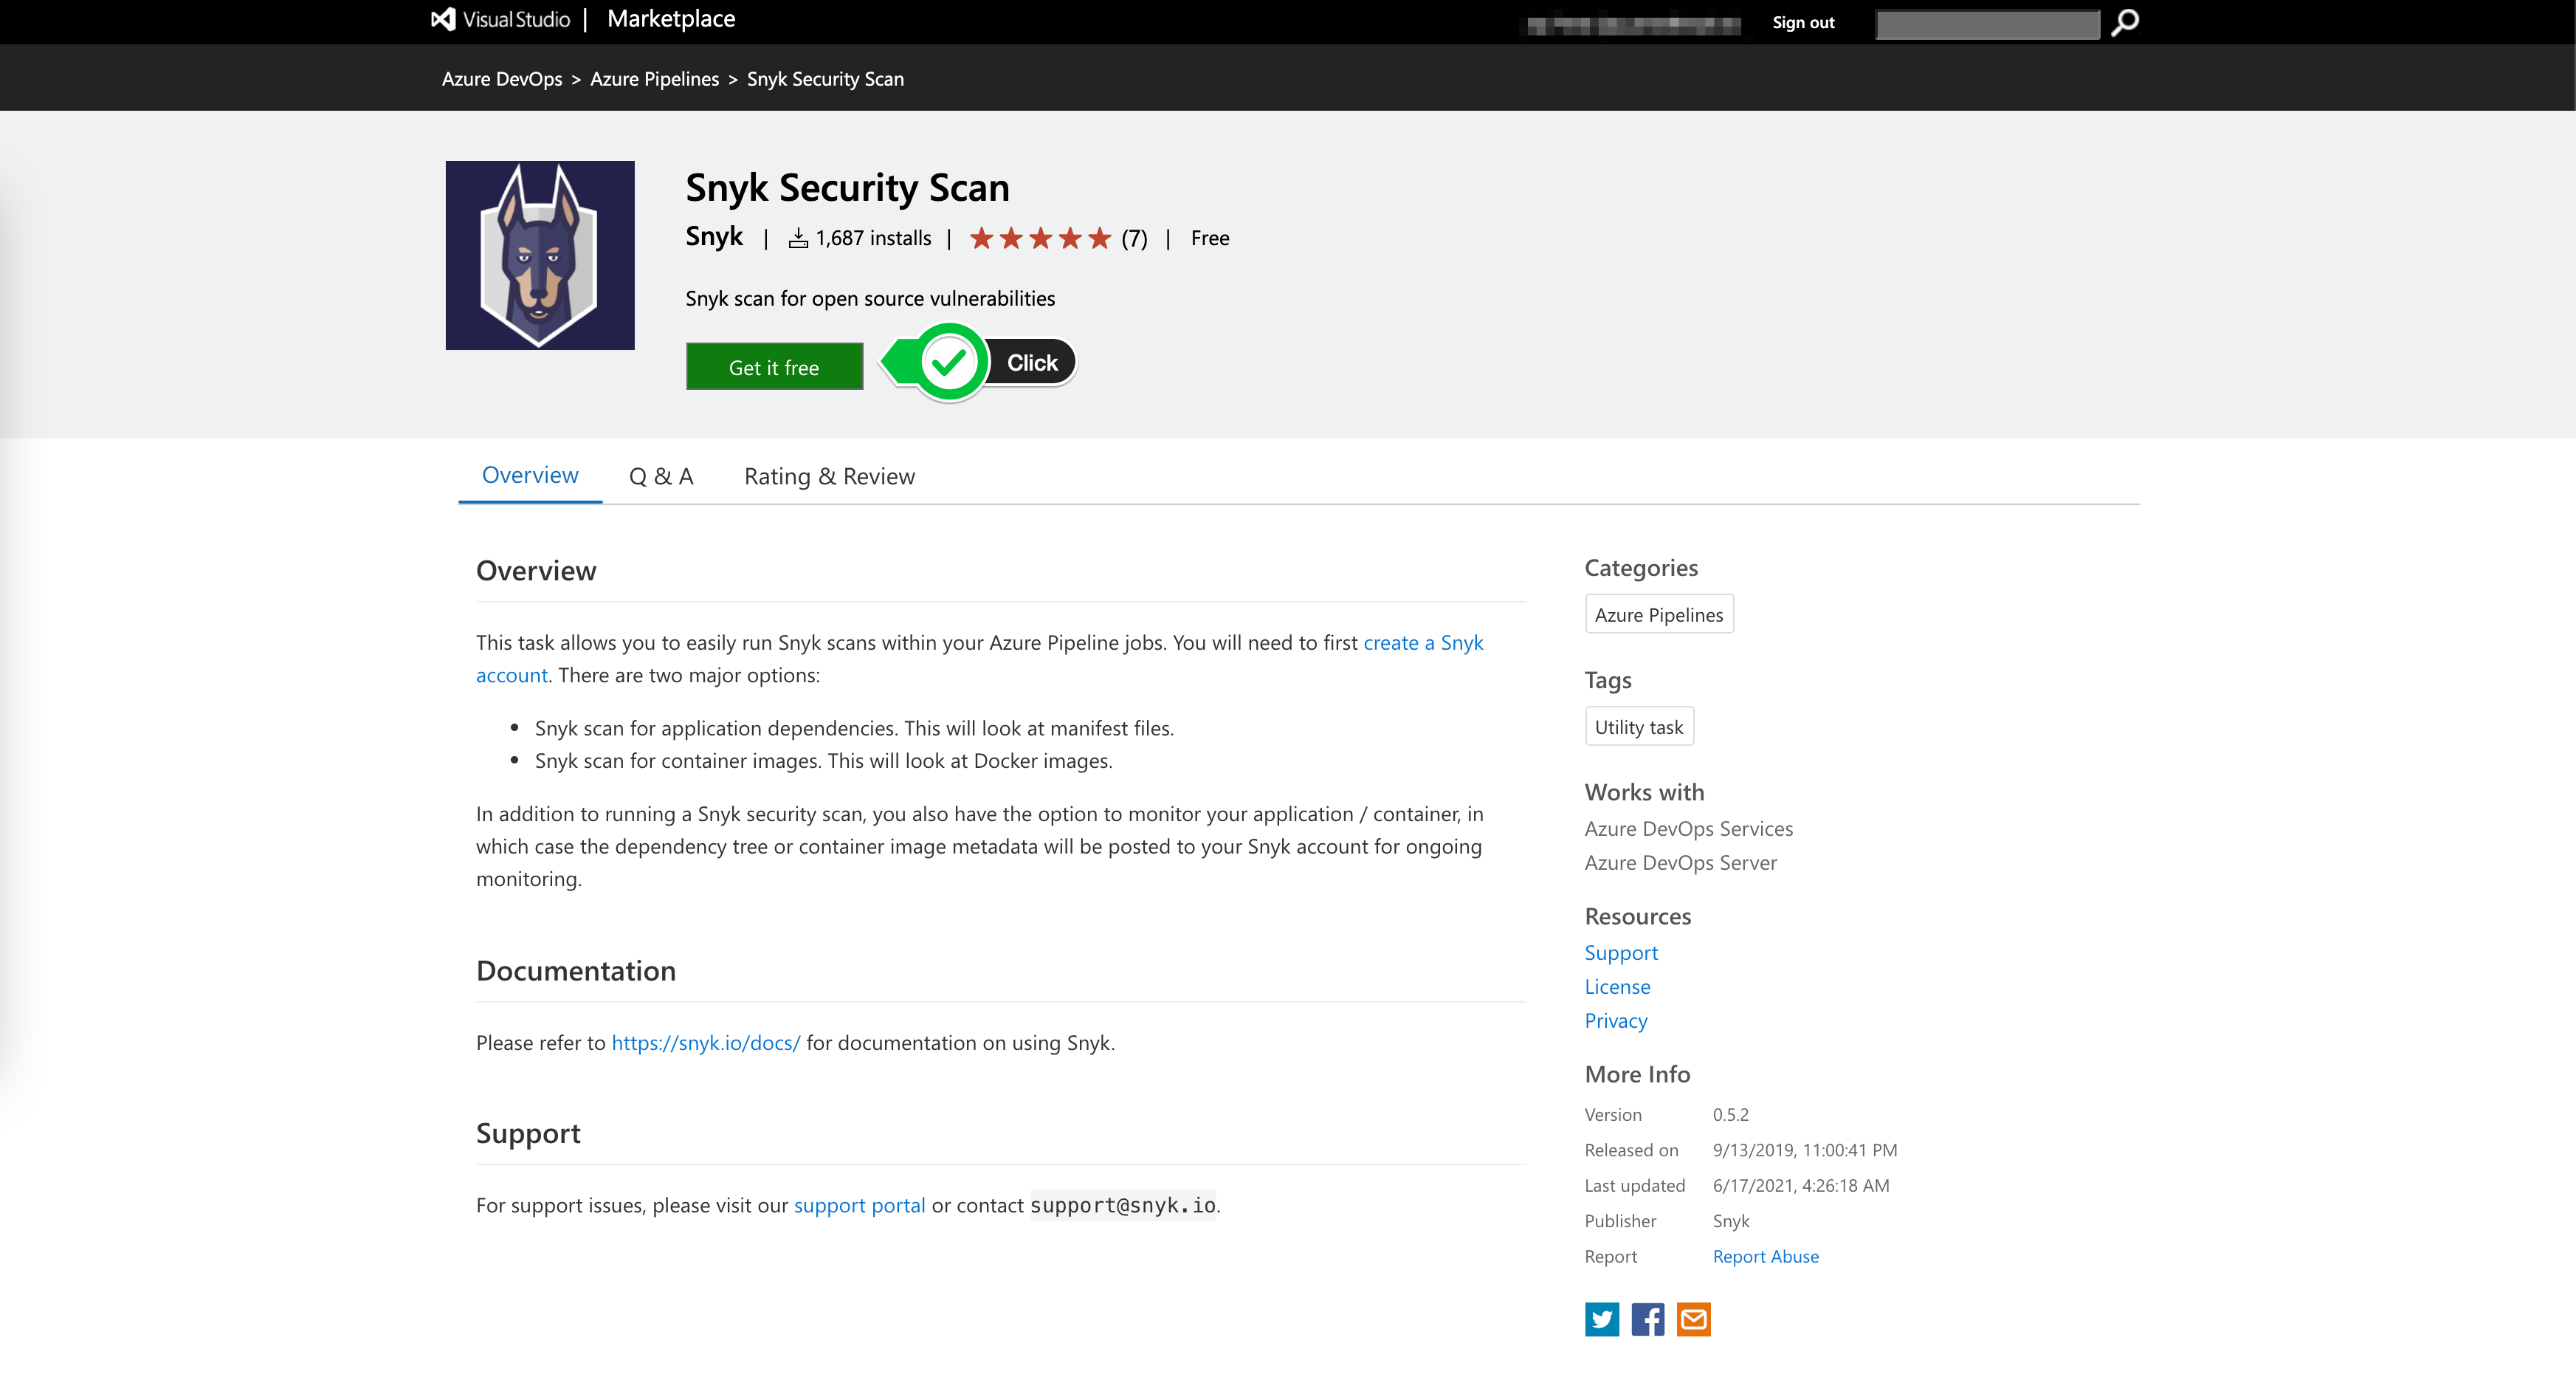 Visual Studio | Marketplace
Sign out
Azure DevOps > Azure Pipelines > Snyk Security Scan
Snyk Security Scan
Snyk | 1,687 installs | (7) | Free
Snyk scan for open source vulnerabilities
Get it free
Click
Overview Q & A Rating & Review
Overview
This task allows you to easily run Snyk scans within your Azure Pipeline jobs. You will need to first create a Snyk
account. There are two major options:
• Snyk scan for application dependencies. This will look at manifest files.
• Snyk scan for container images. This will look at Docker images.
In addition to running a Snyk security scan, you also have the option to monitor your application / container, in
which case the dependency tree or container image metadata will be posted to your Snyk account for ongoing
monitoring.
Documentation
Please refer to https://snyk.io/docs/ for documentation on using Snyk.
Support
For support issues, please visit our support portal or contact support@snyk.io.
Categories
Azure Pipelines
Tags
Utility task
Works with
Azure DevOps Services
Azure DevOps Server
Resources
Support
License
Privacy
More Info
Version 0.5.2
Released on 9/13/2019, 11:00:41 PM
Last updated 6/17/2021, 4:26:18 AM
Publisher Snyk
Report Report Abuse